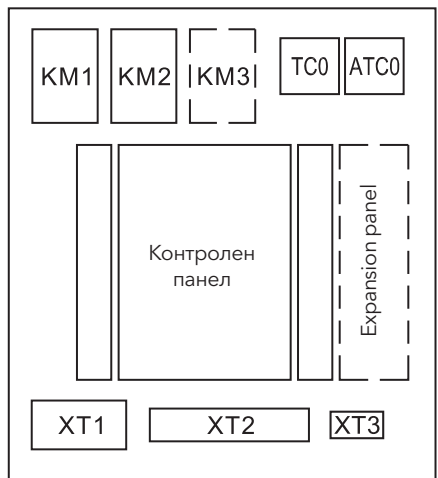 KM1 KM2 KM3 TC0 ATC0
Контролен
панел
Expansion panel
XT1 XT2 XT3